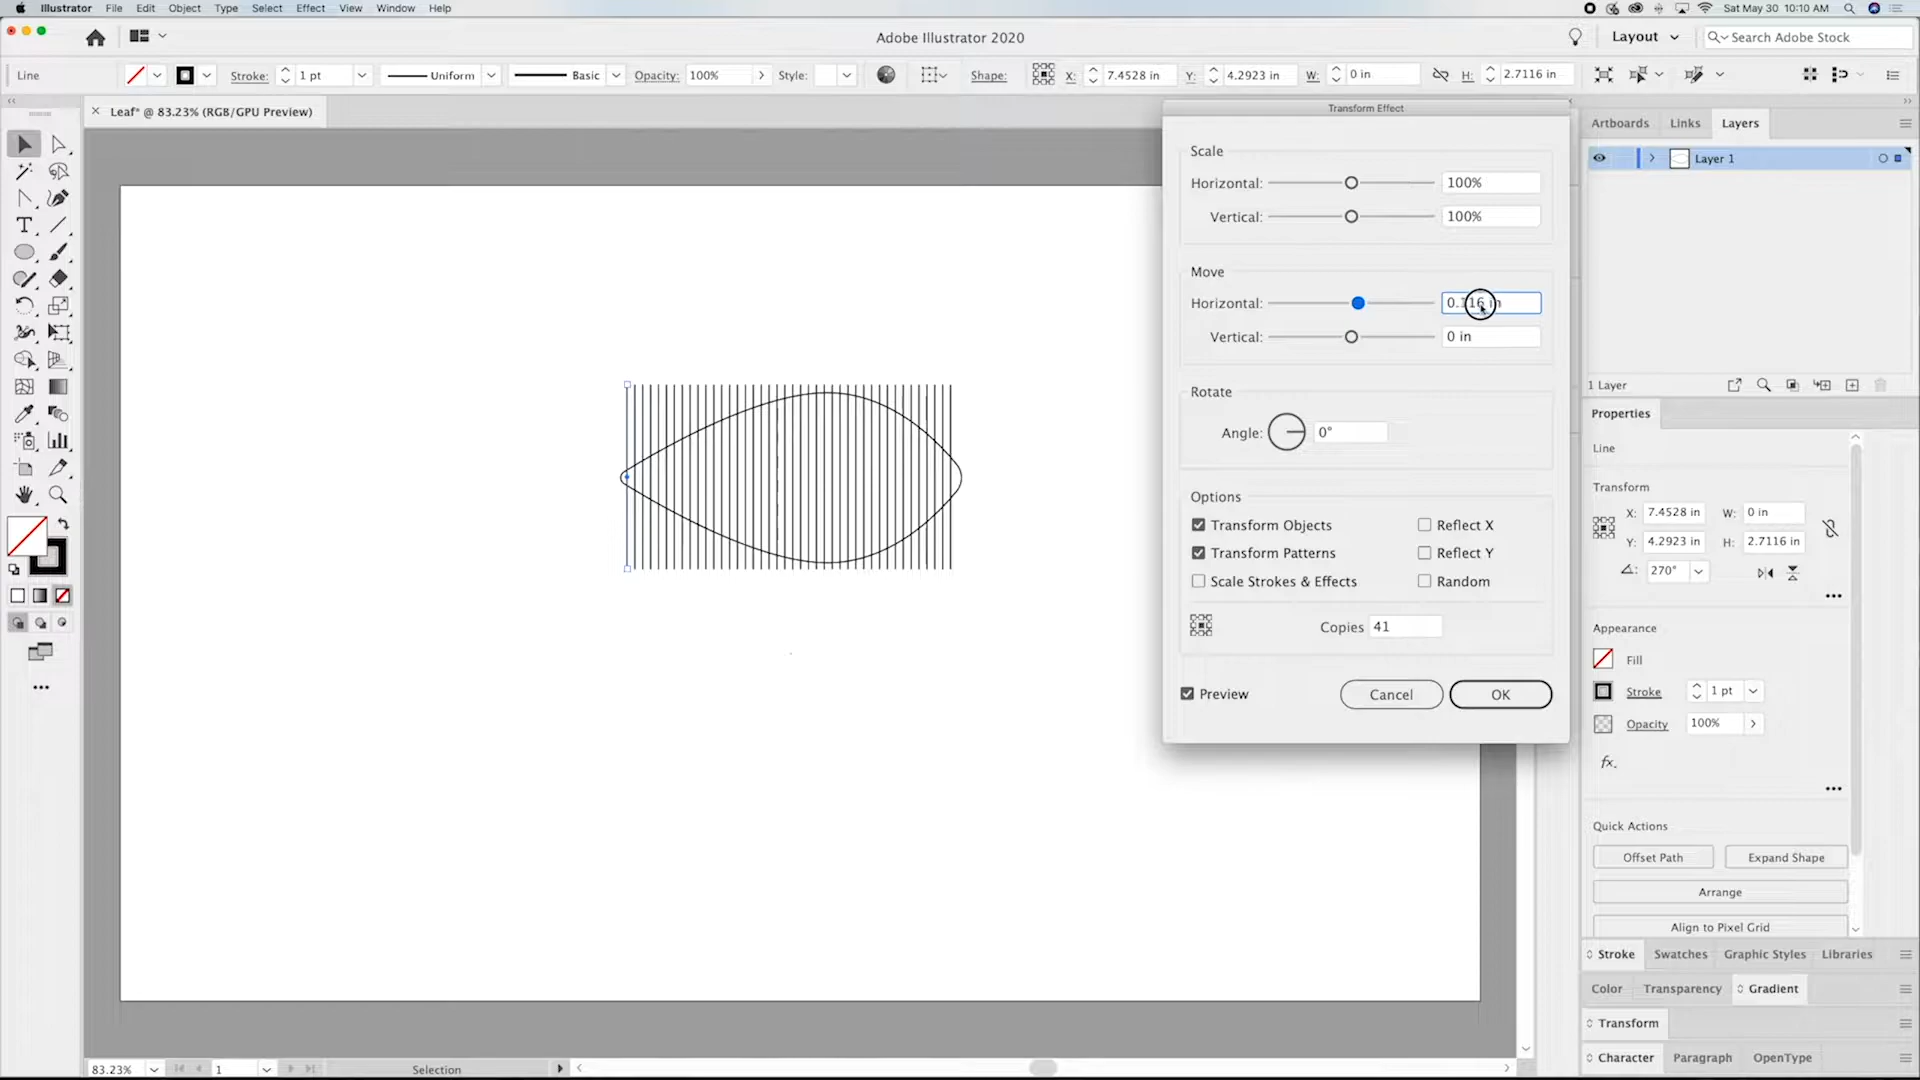 Illustrator File Edit Object Type Select Effect View Window Help
Sat May 30 10:10 AM
Adobe Illustrator 2020
Layout
Search Adobe Stock
Line
Stroke: 1 pt
Uniform
Basic
Opacity: 100%
Style:
Shape:
X: 7.4528 in
Y: 4.2923 in
W: 0 in
H: 2.7116 in
Leaf* @ 83.23% (RGB/GPU Preview)
Transform Effect
Scale
Horizontal: 100%
Vertical: 100%
Move
Horizontal: 0.116 in
Vertical: 0 in
Rotate
Angle: 0°
Options
Transform Objects Reflect X
Transform Patterns Reflect Y
Scale Strokes & Effects Random
Copies 41
Preview Cancel OK
Artboards Links Layers
Layer 1
1 Layer
Properties
Line
Transform
X: 7.4528 in W: 0 in
Y: 4.2923 in H: 2.7116 in
270°
Appearance
Fill
Stroke 1 pt
Opacity 100%
fx.
Quick Actions
Offset Path Expand Shape
Arrange
Align to Pixel Grid
Stroke Swatches Graphic Styles Libraries
Color Transparency Gradient
Transform
Character Paragraph OpenType
83.23% 1 Selection